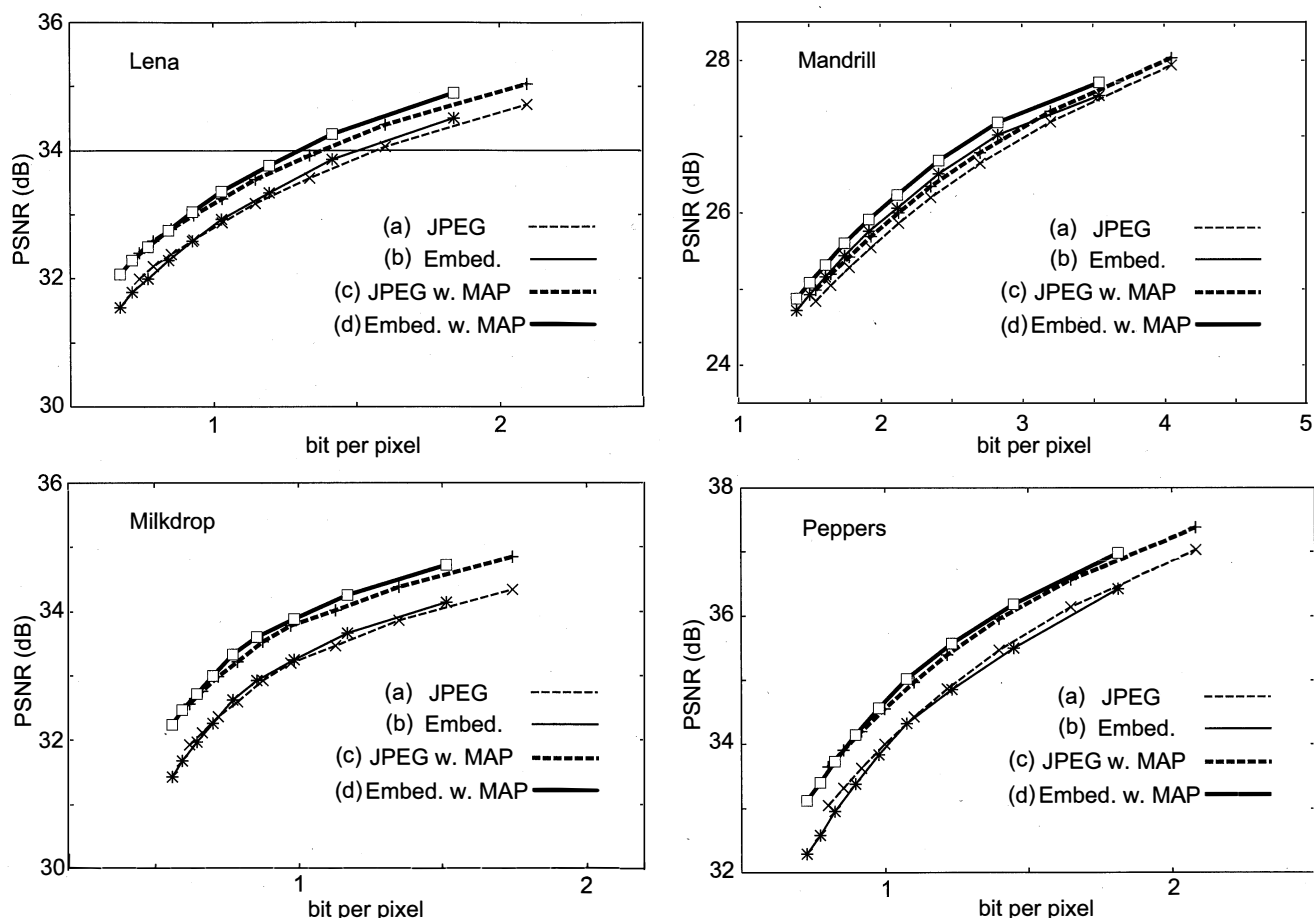 36
34
32
30
PSNR (dB)
Lena
(a) JPEG
(b) Embed.
(c) JPEG w. MAP
(d) Embed. w. MAP
1
2
bit per pixel
28
26
24
PSNR (dB)
Mandrill
(a) JPEG
(b) Embed.
(c) JPEG w. MAP
(d) Embed. w. MAP
1
2
3
4
5
bit per pixel
36
34
32
30
PSNR (dB)
Milkdrop
(a) JPEG
(b) Embed.
(c) JPEG w. MAP
(d) Embed. w. MAP
1
2
bit per pixel
38
36
33
32
PSNR (dB)
Peppers
(a) JPEG
(b) Embed.
(c) JPEG w. MAP
(d) Embed. w. MAP
1
2
bit per pixel